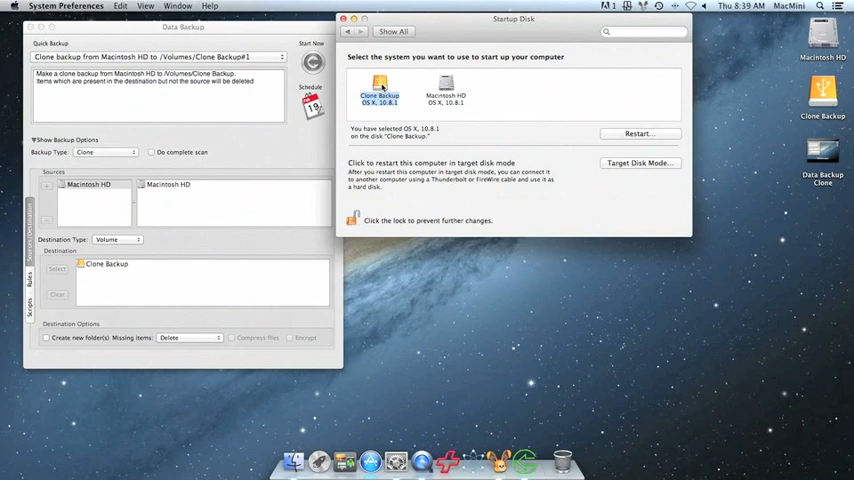 System Preferences Edit View Window Help
Thu 8:39 AM MacMini
Data Backup
Quick Backup
Clone backup from Macintosh HD to /Volumes/Clone Backup#1
Make a clone backup from Macintosh HD to /Volumes/Clone Backup.
Items which are present in the destination but not the source will be deleted
Start Now
Schedule
19
Show Backup Options
Backup Type: Clone Do complete scan
Sources
Macintosh HD Macintosh HD
Destination Type: Volume
Destination
Select
Clear
Clone Backup
Destination Options
Create new folder(s) Missing items: Delete Compress files Encrypt
Sources/Destination
Rules
Scripts
Startup Disk
Show All
Select the system you want to use to start up your computer
Clone Backup
OS X, 10.8.1
Macintosh HD
OS X, 10.8.1
You have selected OS X, 10.8.1
on the disk "Clone Backup."
Restart...
Click to restart this computer in target disk mode
After you restart this computer in target disk mode, you can connect it
to another computer using a Thunderbolt or FireWire cable and use it as
a hard disk.
Target Disk Mode...
Click the lock to prevent further changes.
Macintosh HD
Clone Backup
Data Backup
Clone